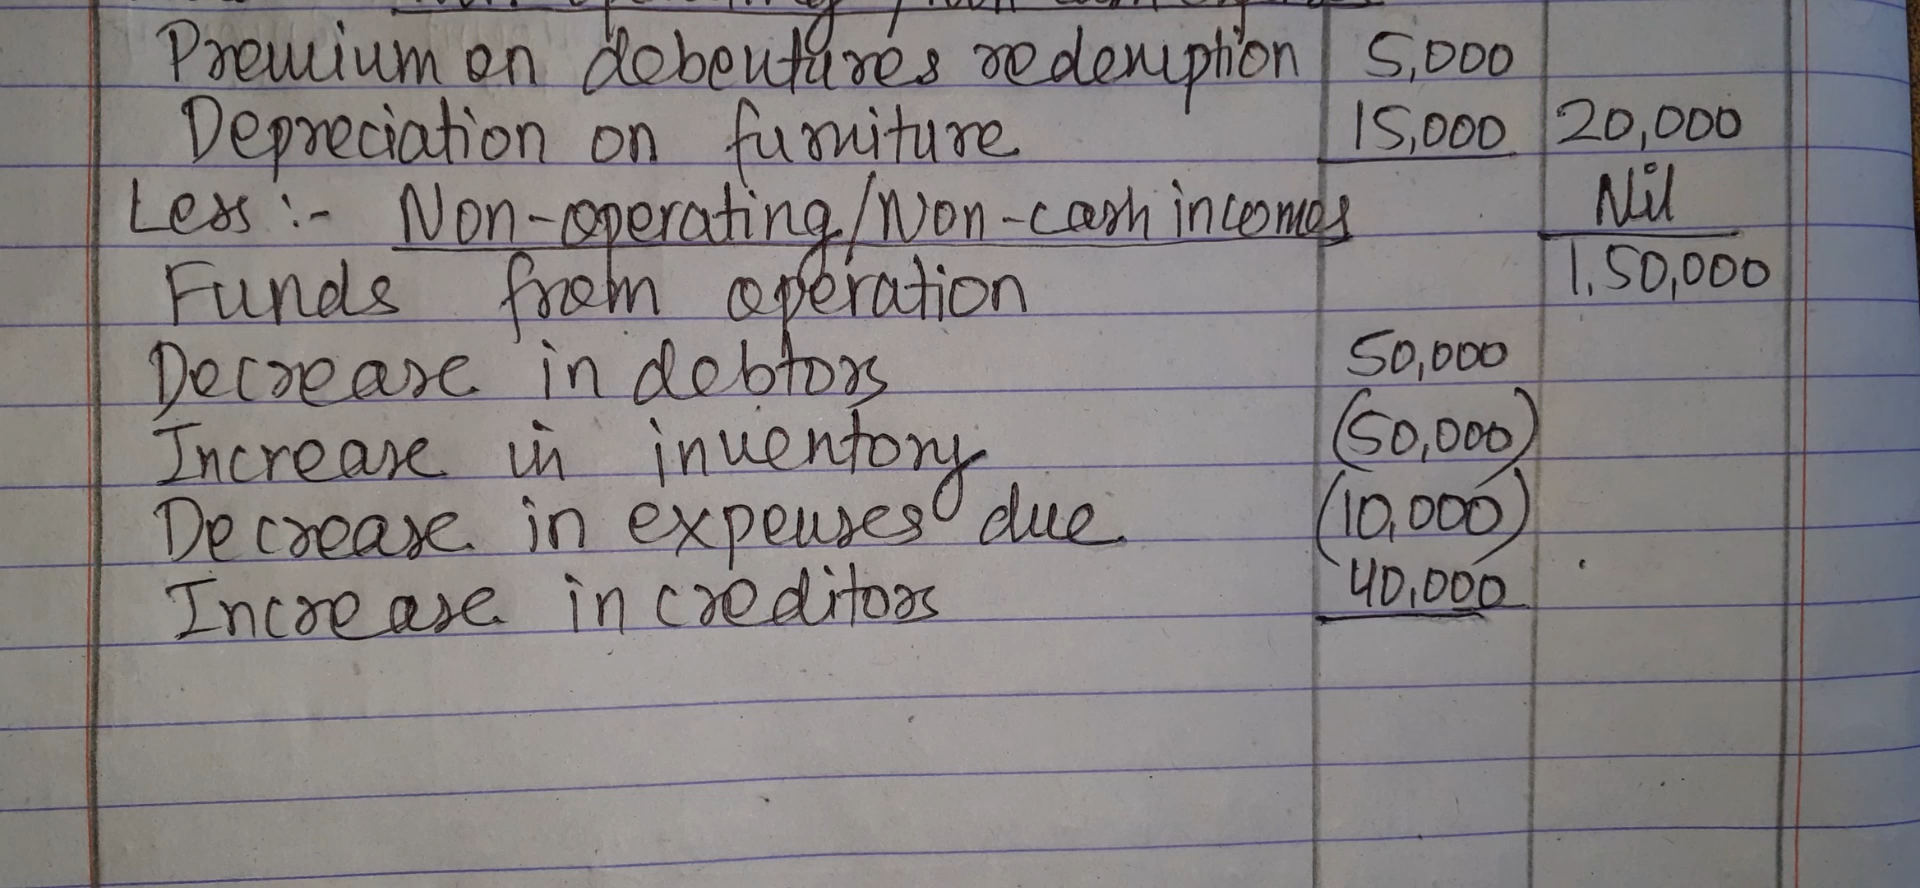 Premium on debentures redemption 5,000
Depreciation on furniture 15,000 20,000
Less :- Non-operating/Non-cash incomes Nil
Funds from operation 1,50,000
Decrease in debtors 50,000
Increase in inventory (50,000)
Decrease in expenses due (10,000)
Increase in creditors 40,000